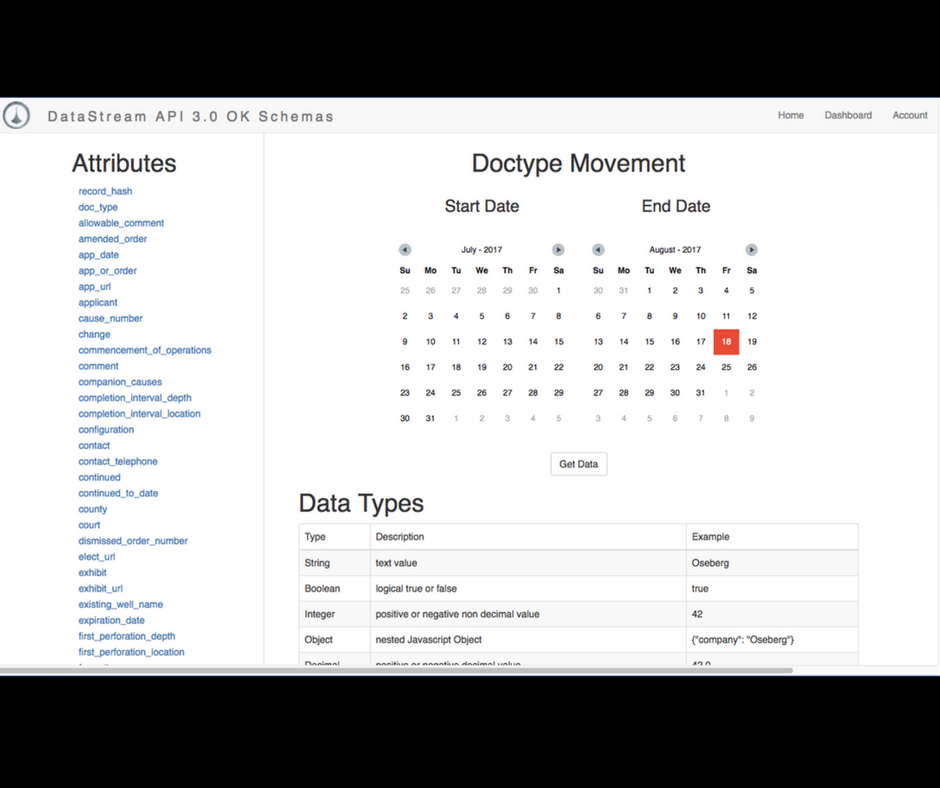 DataStream API 3.0 OK Schemas
Home Dashboard Account
Attributes
record_hash
doc_type
allowable_comment
amended_order
app_date
app_or_order
app_url
applicant
cause_number
change
commencement_of_operations
comment
companion_causes
completion_interval_depth
completion_interval_location
configuration
contact
contact_telephone
continued
continued_to_date
county
court
dismissed_order_number
elect_url
exhibit
exhibit_url
existing_well_name
expiration_date
first_perforation_depth
first_perforation_location
Doctype Movement
Start Date
July - 2017
Su Mo Tu We Th Fr Sa
25 26 27 28 29 30 1
2 3 4 5 6 7 8
9 10 11 12 13 14 15
16 17 18 19 20 21 22
23 24 25 26 27 28 29
30 31 1 2 3 4 5
End Date
August - 2017
Su Mo Tu We Th Fr Sa
30 31 1 2 3 4 5
6 7 8 9 10 11 12
13 14 15 16 17 18 19
20 21 22 23 24 25 26
27 28 29 30 31 1 2
3 4 5 6 7 8 9
Get Data
Data Types
Type Description Example
String text value Oseberg
Boolean logical true or false true
Integer positive or negative non decimal value 42
Object nested Javascript Object {"company": "Oseberg"}
Decimal positive or negative decimal value 42.0